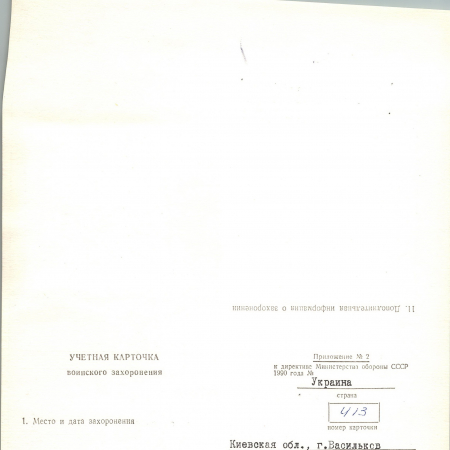 11. Дополнительная информация о захоронении
УЧЕТНАЯ КАРТОЧКА
воинского захоронения
Приложение № 2
к директиве Министерства обороны СССР
1990 года №
Украина
страна
413
номер карточки
1. Место и дата захоронения
Киевская обл., г.Васильков